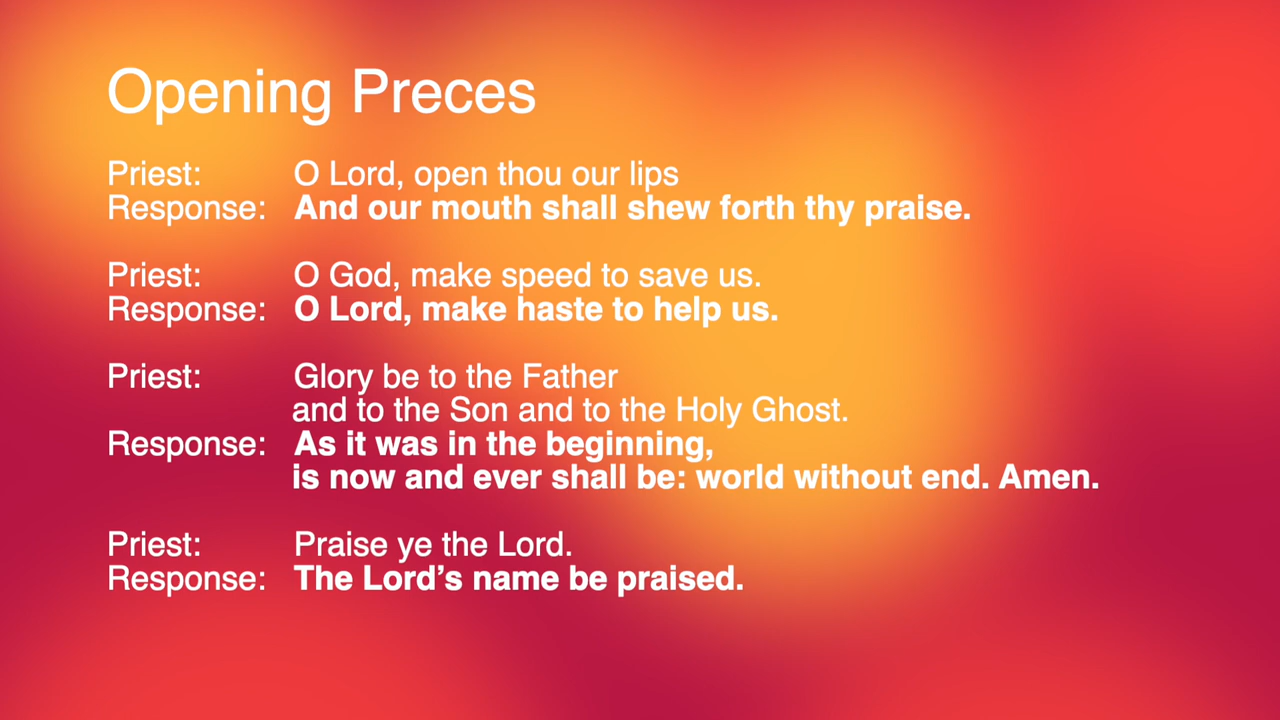 Opening Preces
Priest: O Lord, open thou our lips
Response: And our mouth shall shew forth thy praise.
Priest: O God, make speed to save us.
Response: O Lord, make haste to help us.
Priest: Glory be to the Father
and to the Son and to the Holy Ghost.
Response: As it was in the beginning,
is now and ever shall be: world without end. Amen.
Priest: Praise ye the Lord.
Response: The Lord’s name be praised.